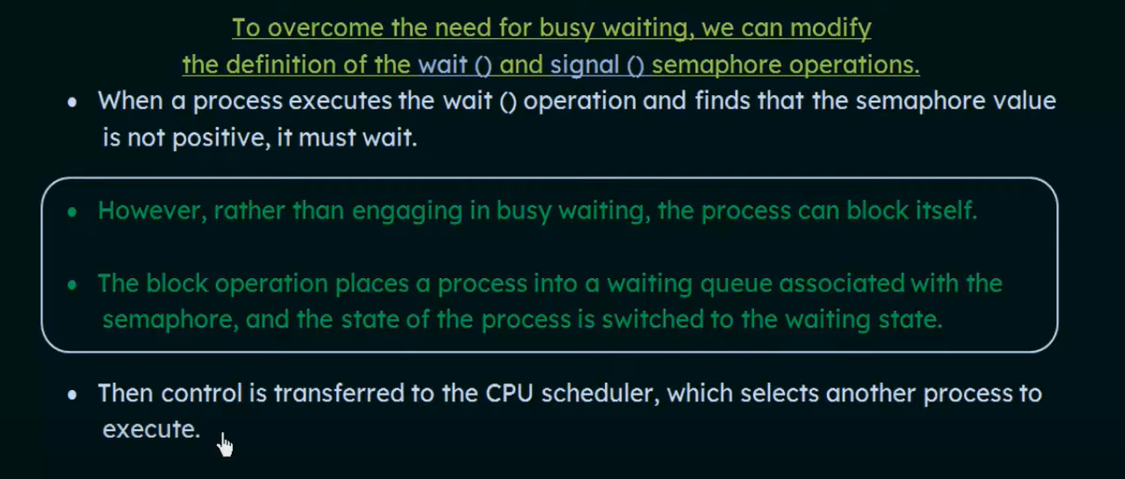 To overcome the need for busy waiting, we can modify
the definition of the wait () and signal () semaphore operations.
• When a process executes the wait () operation and finds that the semaphore value
is not positive, it must wait.
• However, rather than engaging in busy waiting, the process can block itself.
• The block operation places a process into a waiting queue associated with the
semaphore, and the state of the process is switched to the waiting state.
• Then control is transferred to the CPU scheduler, which selects another process to
execute.